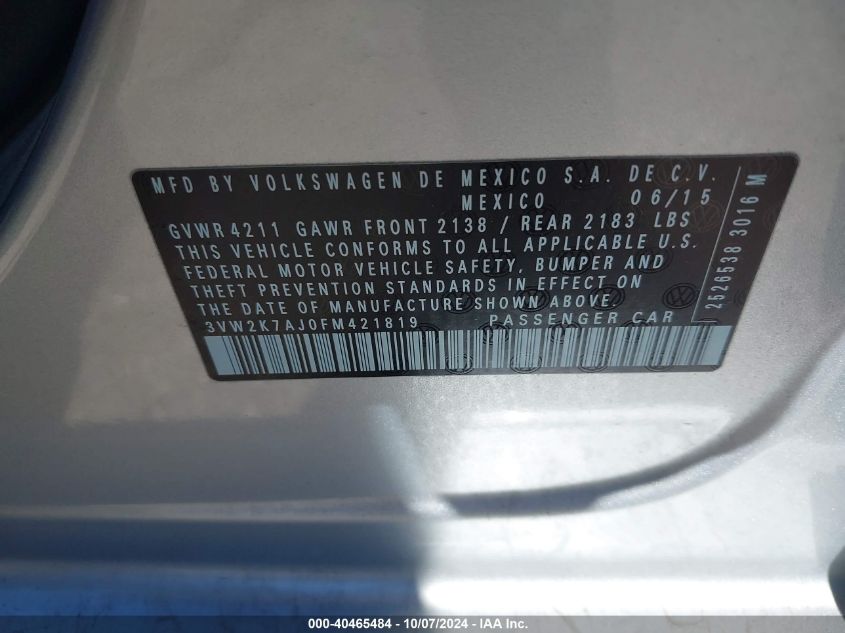 MFD BY VOLKSWAGEN DE MEXICO S.A. DE C.V.
MEXICO 06/15
GVWR 4211 GAWR FRONT 2138 / REAR 2183 LBS
THIS VEHICLE CONFORMS TO ALL APPLICABLE U.S.
FEDERAL MOTOR VEHICLE SAFETY, BUMPER AND
THEFT PREVENTION STANDARDS IN EFFECT ON
THE DATE OF MANUFACTURE SHOWN ABOVE.
3VW2K7AJ0FM421819 PASSENGER CAR
2526538 3016 M
000-40465484 - 10/07/2024 - IAA Inc.